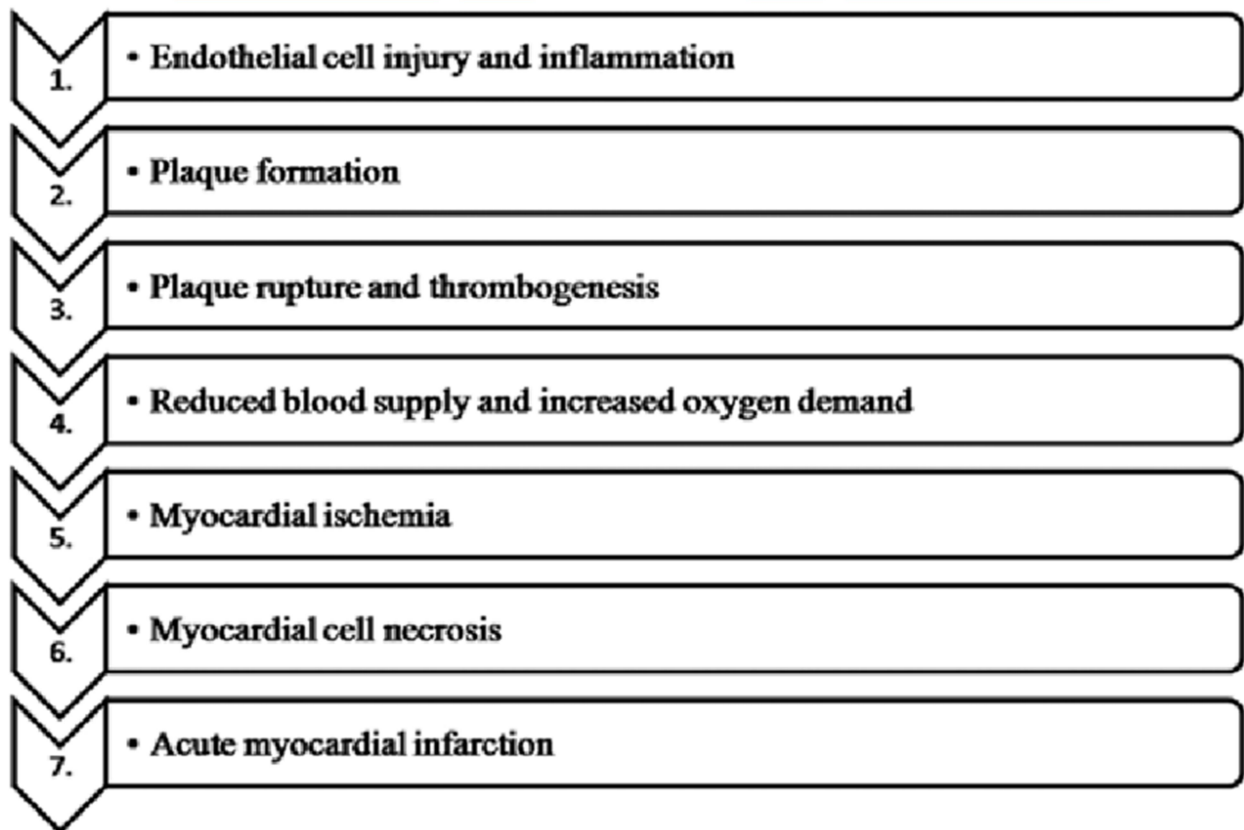 1.
• Endothelial cell injury and inflammation
2.
• Plaque formation
3.
• Plaque rupture and thrombogenesis
4.
• Reduced blood supply and increased oxygen demand
5.
• Myocardial ischemia
6.
• Myocardial cell necrosis
7.
• Acute myocardial infarction